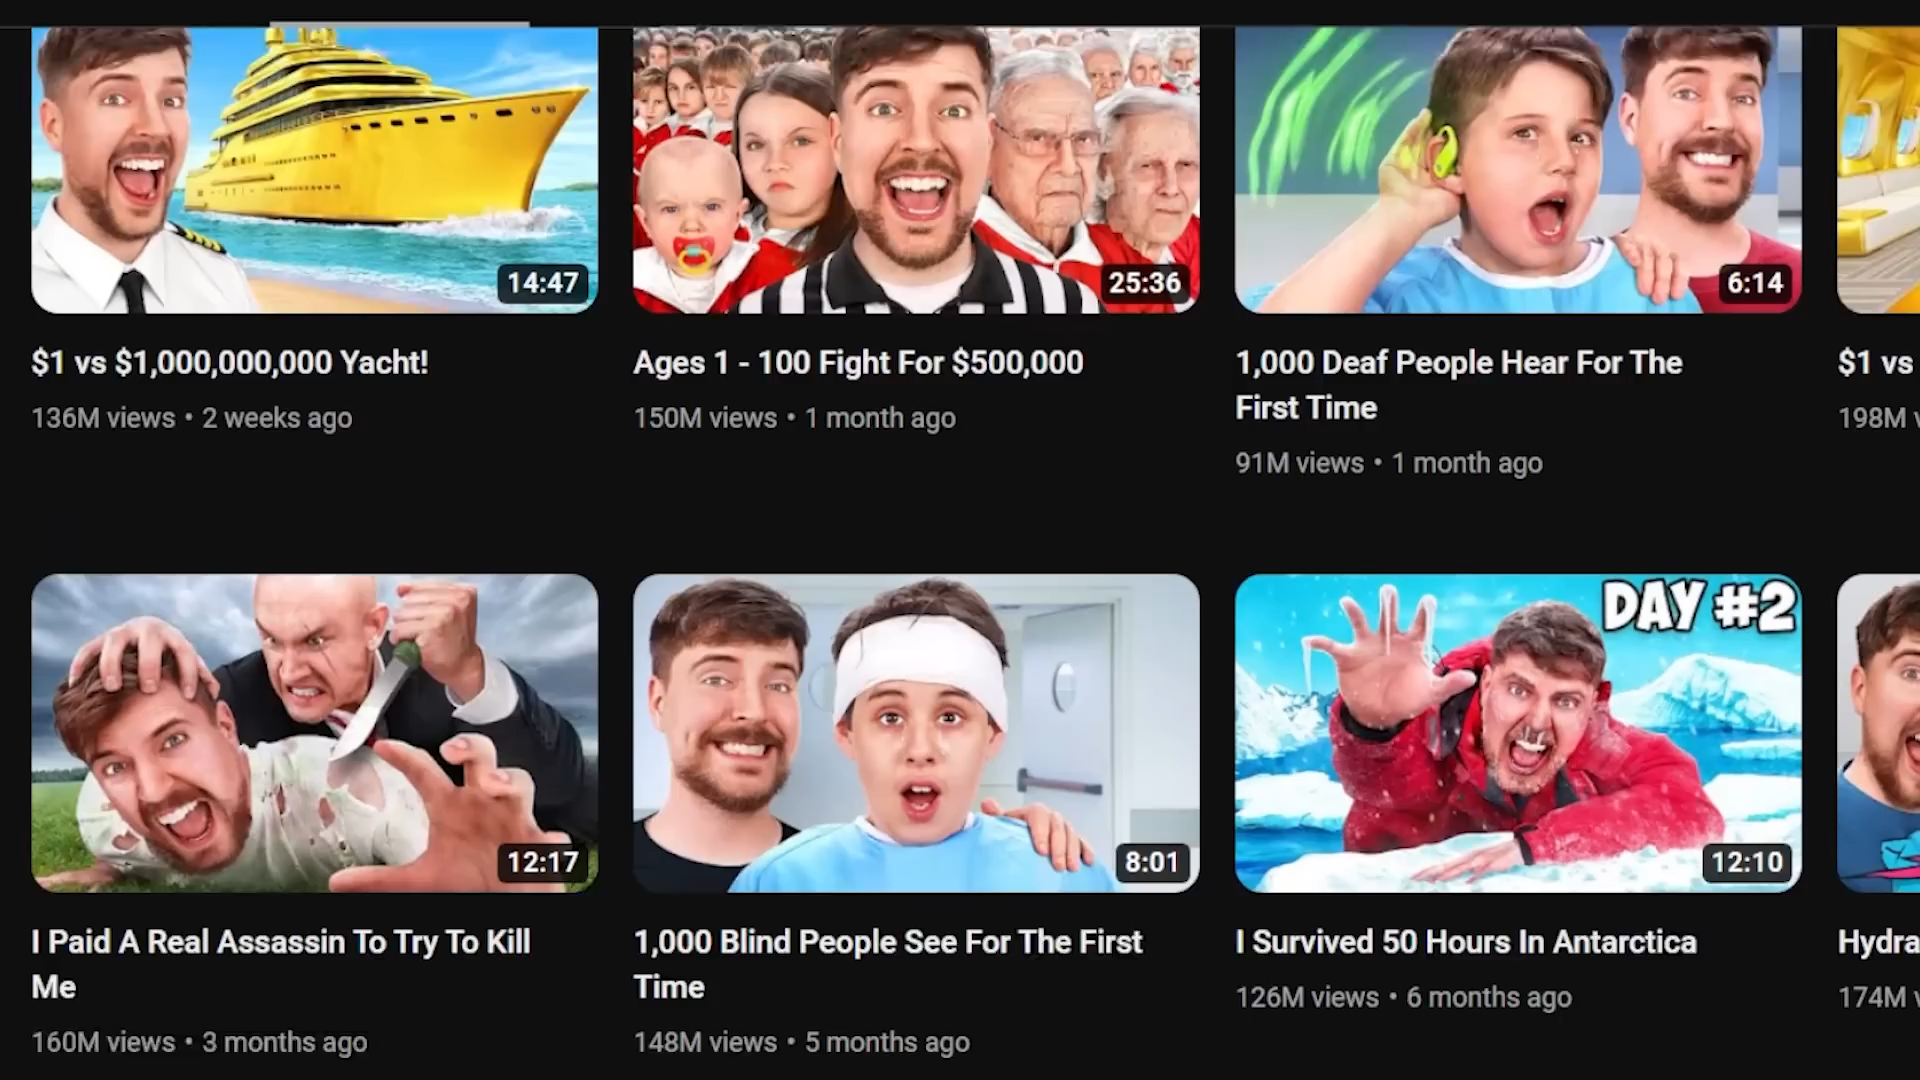 14:47
25:36
6:14
$1 vs $1,000,000,000 Yacht!
Ages 1 - 100 Fight For $500,000
1,000 Deaf People Hear For The
First Time
$1 vs
136M views • 2 weeks ago
150M views • 1 month ago
91M views • 1 month ago
198M
DAY #2
12:17
8:01
12:10
I Paid A Real Assassin To Try To Kill
Me
1,000 Blind People See For The First
Time
I Survived 50 Hours In Antarctica
Hydra
160M views • 3 months ago
148M views • 5 months ago
126M views • 6 months ago
174M